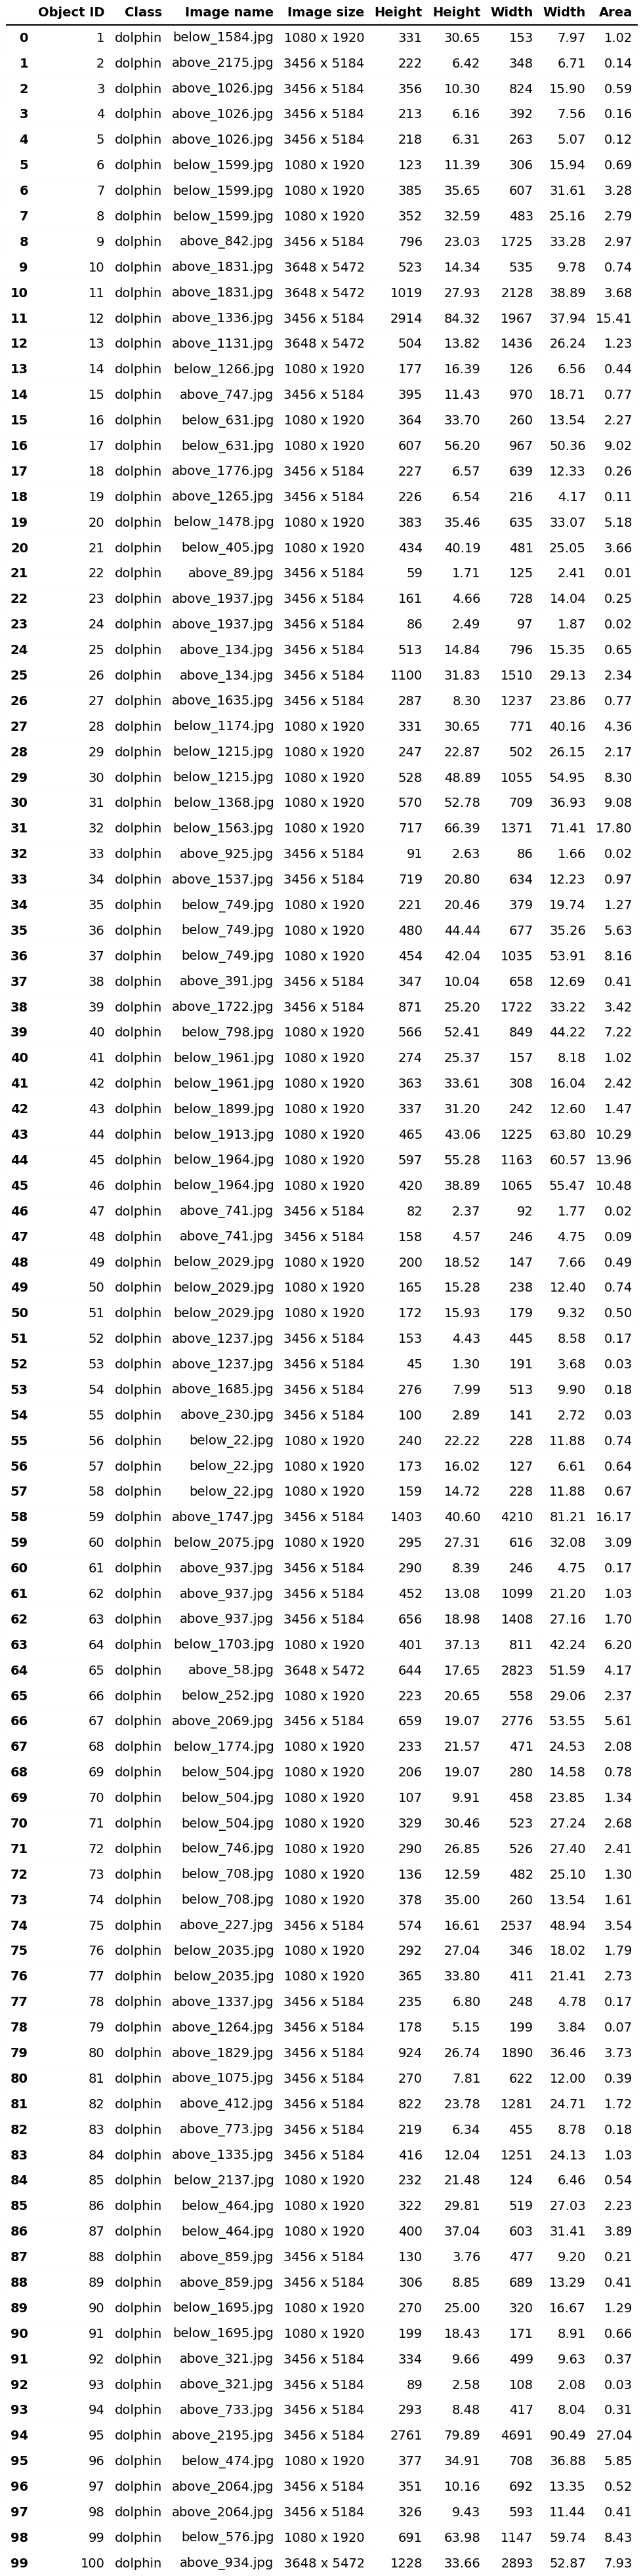 Object ID Class Image name Image size Height Height Width Width Area
0 1 dolphin below_1584.jpg 1080 x 1920 331 30.65 153 7.97 1.02
1 2 dolphin above_2175.jpg 3456 x 5184 222 6.42 348 6.71 0.14
2 3 dolphin above_1026.jpg 3456 x 5184 356 10.30 824 15.90 0.59
3 4 dolphin above_1026.jpg 3456 x 5184 213 6.16 392 7.56 0.16
4 5 dolphin above_1026.jpg 3456 x 5184 218 6.31 263 5.07 0.12
5 6 dolphin below_1599.jpg 1080 x 1920 123 11.39 306 15.94 0.69
6 7 dolphin below_1599.jpg 1080 x 1920 385 35.65 607 31.61 3.28
7 8 dolphin below_1599.jpg 1080 x 1920 352 32.59 483 25.16 2.79
8 9 dolphin above_842.jpg 3456 x 5184 796 23.03 1725 33.28 2.97
9 10 dolphin above_1831.jpg 3648 x 5472 523 14.34 535 9.78 0.74
10 11 dolphin above_1831.jpg 3648 x 5472 1019 27.93 2128 38.89 3.68
11 12 dolphin above_1336.jpg 3456 x 5184 2914 84.32 1967 37.94 15.41
12 13 dolphin above_1131.jpg 3648 x 5472 504 13.82 1436 26.24 1.23
13 14 dolphin below_1266.jpg 1080 x 1920 177 16.39 126 6.56 0.44
14 15 dolphin above_747.jpg 3456 x 5184 395 11.43 970 18.71 0.77
15 16 dolphin below_631.jpg 1080 x 1920 364 33.70 260 13.54 2.27
16 17 dolphin below_631.jpg 1080 x 1920 607 56.20 967 50.36 9.02
17 18 dolphin above_1776.jpg 3456 x 5184 227 6.57 639 12.33 0.26
18 19 dolphin above_1265.jpg 3456 x 5184 226 6.54 216 4.17 0.11
19 20 dolphin below_1478.jpg 1080 x 1920 383 35.46 635 33.07 5.18
20 21 dolphin below_405.jpg 1080 x 1920 434 40.19 481 25.05 3.66
21 22 dolphin above_89.jpg 3456 x 5184 59 1.71 125 2.41 0.01
22 23 dolphin above_1937.jpg 3456 x 5184 161 4.66 728 14.04 0.25
23 24 dolphin above_1937.jpg 3456 x 5184 86 2.49 97 1.87 0.02
24 25 dolphin above_134.jpg 3456 x 5184 513 14.84 796 15.35 0.65
25 26 dolphin above_134.jpg 3456 x 5184 1100 31.83 1510 29.13 2.34
26 27 dolphin above_1635.jpg 3456 x 5184 287 8.30 1237 23.86 0.77
27 28 dolphin below_1174.jpg 1080 x 1920 331 30.65 771 40.16 4.36
28 29 dolphin below_1215.jpg 1080 x 1920 247 22.87 502 26.15 2.17
29 30 dolphin below_1215.jpg 1080 x 1920 528 48.89 1055 54.95 8.30
30 31 dolphin below_1368.jpg 1080 x 1920 570 52.78 709 36.93 9.08
31 32 dolphin below_1563.jpg 1080 x 1920 717 66.39 1371 71.41 17.80
32 33 dolphin above_925.jpg 3456 x 5184 91 2.63 86 1.66 0.02
33 34 dolphin above_1537.jpg 3456 x 5184 719 20.80 634 12.23 0.97
34 35 dolphin below_749.jpg 1080 x 1920 221 20.46 379 19.74 1.27
35 36 dolphin below_749.jpg 1080 x 1920 480 44.44 677 35.26 5.63
36 37 dolphin below_749.jpg 1080 x 1920 454 42.04 1035 53.91 8.16
37 38 dolphin above_391.jpg 3456 x 5184 347 10.04 658 12.69 0.41
38 39 dolphin above_1722.jpg 3456 x 5184 871 25.20 1722 33.22 3.42
39 40 dolphin below_798.jpg 1080 x 1920 566 52.41 849 44.22 7.22
40 41 dolphin below_1961.jpg 1080 x 1920 274 25.37 157 8.18 1.02
41 42 dolphin below_1961.jpg 1080 x 1920 363 33.61 308 16.04 2.42
42 43 dolphin below_1899.jpg 1080 x 1920 337 31.20 242 12.60 1.47
43 44 dolphin below_1913.jpg 1080 x 1920 465 43.06 1225 63.80 10.29
44 45 dolphin below_1964.jpg 1080 x 1920 597 55.28 1163 60.57 13.96
45 46 dolphin below_1964.jpg 1080 x 1920 420 38.89 1065 55.47 10.48
46 47 dolphin above_741.jpg 3456 x 5184 82 2.37 92 1.77 0.02
47 48 dolphin above_741.jpg 3456 x 5184 158 4.57 246 4.75 0.09
48 49 dolphin below_2029.jpg 1080 x 1920 200 18.52 147 7.66 0.49
49 50 dolphin below_2029.jpg 1080 x 1920 165 15.28 238 12.40 0.74
50 51 dolphin below_2029.jpg 1080 x 1920 172 15.93 179 9.32 0.50
51 52 dolphin above_1237.jpg 3456 x 5184 153 4.43 445 8.58 0.17
52 53 dolphin above_1237.jpg 3456 x 5184 45 1.30 191 3.68 0.03
53 54 dolphin above_1685.jpg 3456 x 5184 276 7.99 513 9.90 0.18
54 55 dolphin above_230.jpg 3456 x 5184 100 2.89 141 2.72 0.03
55 56 dolphin below_22.jpg 1080 x 1920 240 22.22 228 11.88 0.74
56 57 dolphin below_22.jpg 1080 x 1920 173 16.02 127 6.61 0.64
57 58 dolphin below_22.jpg 1080 x 1920 159 14.72 228 11.88 0.67
58 59 dolphin above_1747.jpg 3456 x 5184 1403 40.60 4210 81.21 16.17
59 60 dolphin below_2075.jpg 1080 x 1920 295 27.31 616 32.08 3.09
60 61 dolphin above_937.jpg 3456 x 5184 290 8.39 246 4.75 0.17
61 62 dolphin above_937.jpg 3456 x 5184 452 13.08 1099 21.20 1.03
62 63 dolphin above_937.jpg 3456 x 5184 656 18.98 1408 27.16 1.70
63 64 dolphin below_1703.jpg 1080 x 1920 401 37.13 811 42.24 6.20
64 65 dolphin above_58.jpg 3648 x 5472 644 17.65 2823 51.59 4.17
65 66 dolphin below_252.jpg 1080 x 1920 223 20.65 558 29.06 2.37
66 67 dolphin above_2069.jpg 3456 x 5184 659 19.07 2776 53.55 5.61
67 68 dolphin below_1774.jpg 1080 x 1920 233 21.57 471 24.53 2.08
68 69 dolphin below_504.jpg 1080 x 1920 206 19.07 280 14.58 0.78
69 70 dolphin below_504.jpg 1080 x 1920 107 9.91 458 23.85 1.34
70 71 dolphin below_504.jpg 1080 x 1920 329 30.46 523 27.24 2.68
71 72 dolphin below_746.jpg 1080 x 1920 290 26.85 526 27.40 2.41
72 73 dolphin below_708.jpg 1080 x 1920 136 12.59 482 25.10 1.30
73 74 dolphin below_708.jpg 1080 x 1920 378 35.00 260 13.54 1.61
74 75 dolphin above_227.jpg 3456 x 5184 574 16.61 2537 48.94 3.54
75 76 dolphin below_2035.jpg 1080 x 1920 292 27.04 346 18.02 1.79
76 77 dolphin below_2035.jpg 1080 x 1920 365 33.80 411 21.41 2.73
77 78 dolphin above_1337.jpg 3456 x 5184 235 6.80 248 4.78 0.17
78 79 dolphin above_1264.jpg 3456 x 5184 178 5.15 199 3.84 0.07
79 80 dolphin above_1829.jpg 3456 x 5184 924 26.74 1890 36.46 3.73
80 81 dolphin above_1075.jpg 3456 x 5184 270 7.81 622 12.00 0.39
81 82 dolphin above_412.jpg 3456 x 5184 822 23.78 1281 24.71 1.72
82 83 dolphin above_773.jpg 3456 x 5184 219 6.34 455 8.78 0.18
83 84 dolphin above_1335.jpg 3456 x 5184 416 12.04 1251 24.13 1.03
84 85 dolphin below_2137.jpg 1080 x 1920 232 21.48 124 6.46 0.54
85 86 dolphin below_464.jpg 1080 x 1920 322 29.81 519 27.03 2.23
86 87 dolphin below_464.jpg 1080 x 1920 400 37.04 603 31.41 3.89
87 88 dolphin above_859.jpg 3456 x 5184 130 3.76 477 9.20 0.21
88 89 dolphin above_859.jpg 3456 x 5184 306 8.85 689 13.29 0.41
89 90 dolphin below_1695.jpg 1080 x 1920 270 25.00 320 16.67 1.29
90 91 dolphin below_1695.jpg 1080 x 1920 199 18.43 171 8.91 0.66
91 92 dolphin above_321.jpg 3456 x 5184 334 9.66 499 9.63 0.37
92 93 dolphin above_321.jpg 3456 x 5184 89 2.58 108 2.08 0.03
93 94 dolphin above_733.jpg 3456 x 5184 293 8.48 417 8.04 0.31
94 95 dolphin above_2195.jpg 3456 x 5184 2761 79.89 4691 90.49 27.04
95 96 dolphin below_474.jpg 1080 x 1920 377 34.91 708 36.88 5.85
96 97 dolphin above_2064.jpg 3456 x 5184 351 10.16 692 13.35 0.52
97 98 dolphin above_2064.jpg 3456 x 5184 326 9.43 593 11.44 0.41
98 99 dolphin below_576.jpg 1080 x 1920 691 63.98 1147 59.74 8.43
99 100 dolphin above_934.jpg 3648 x 5472 1228 33.66 2893 52.87 7.93